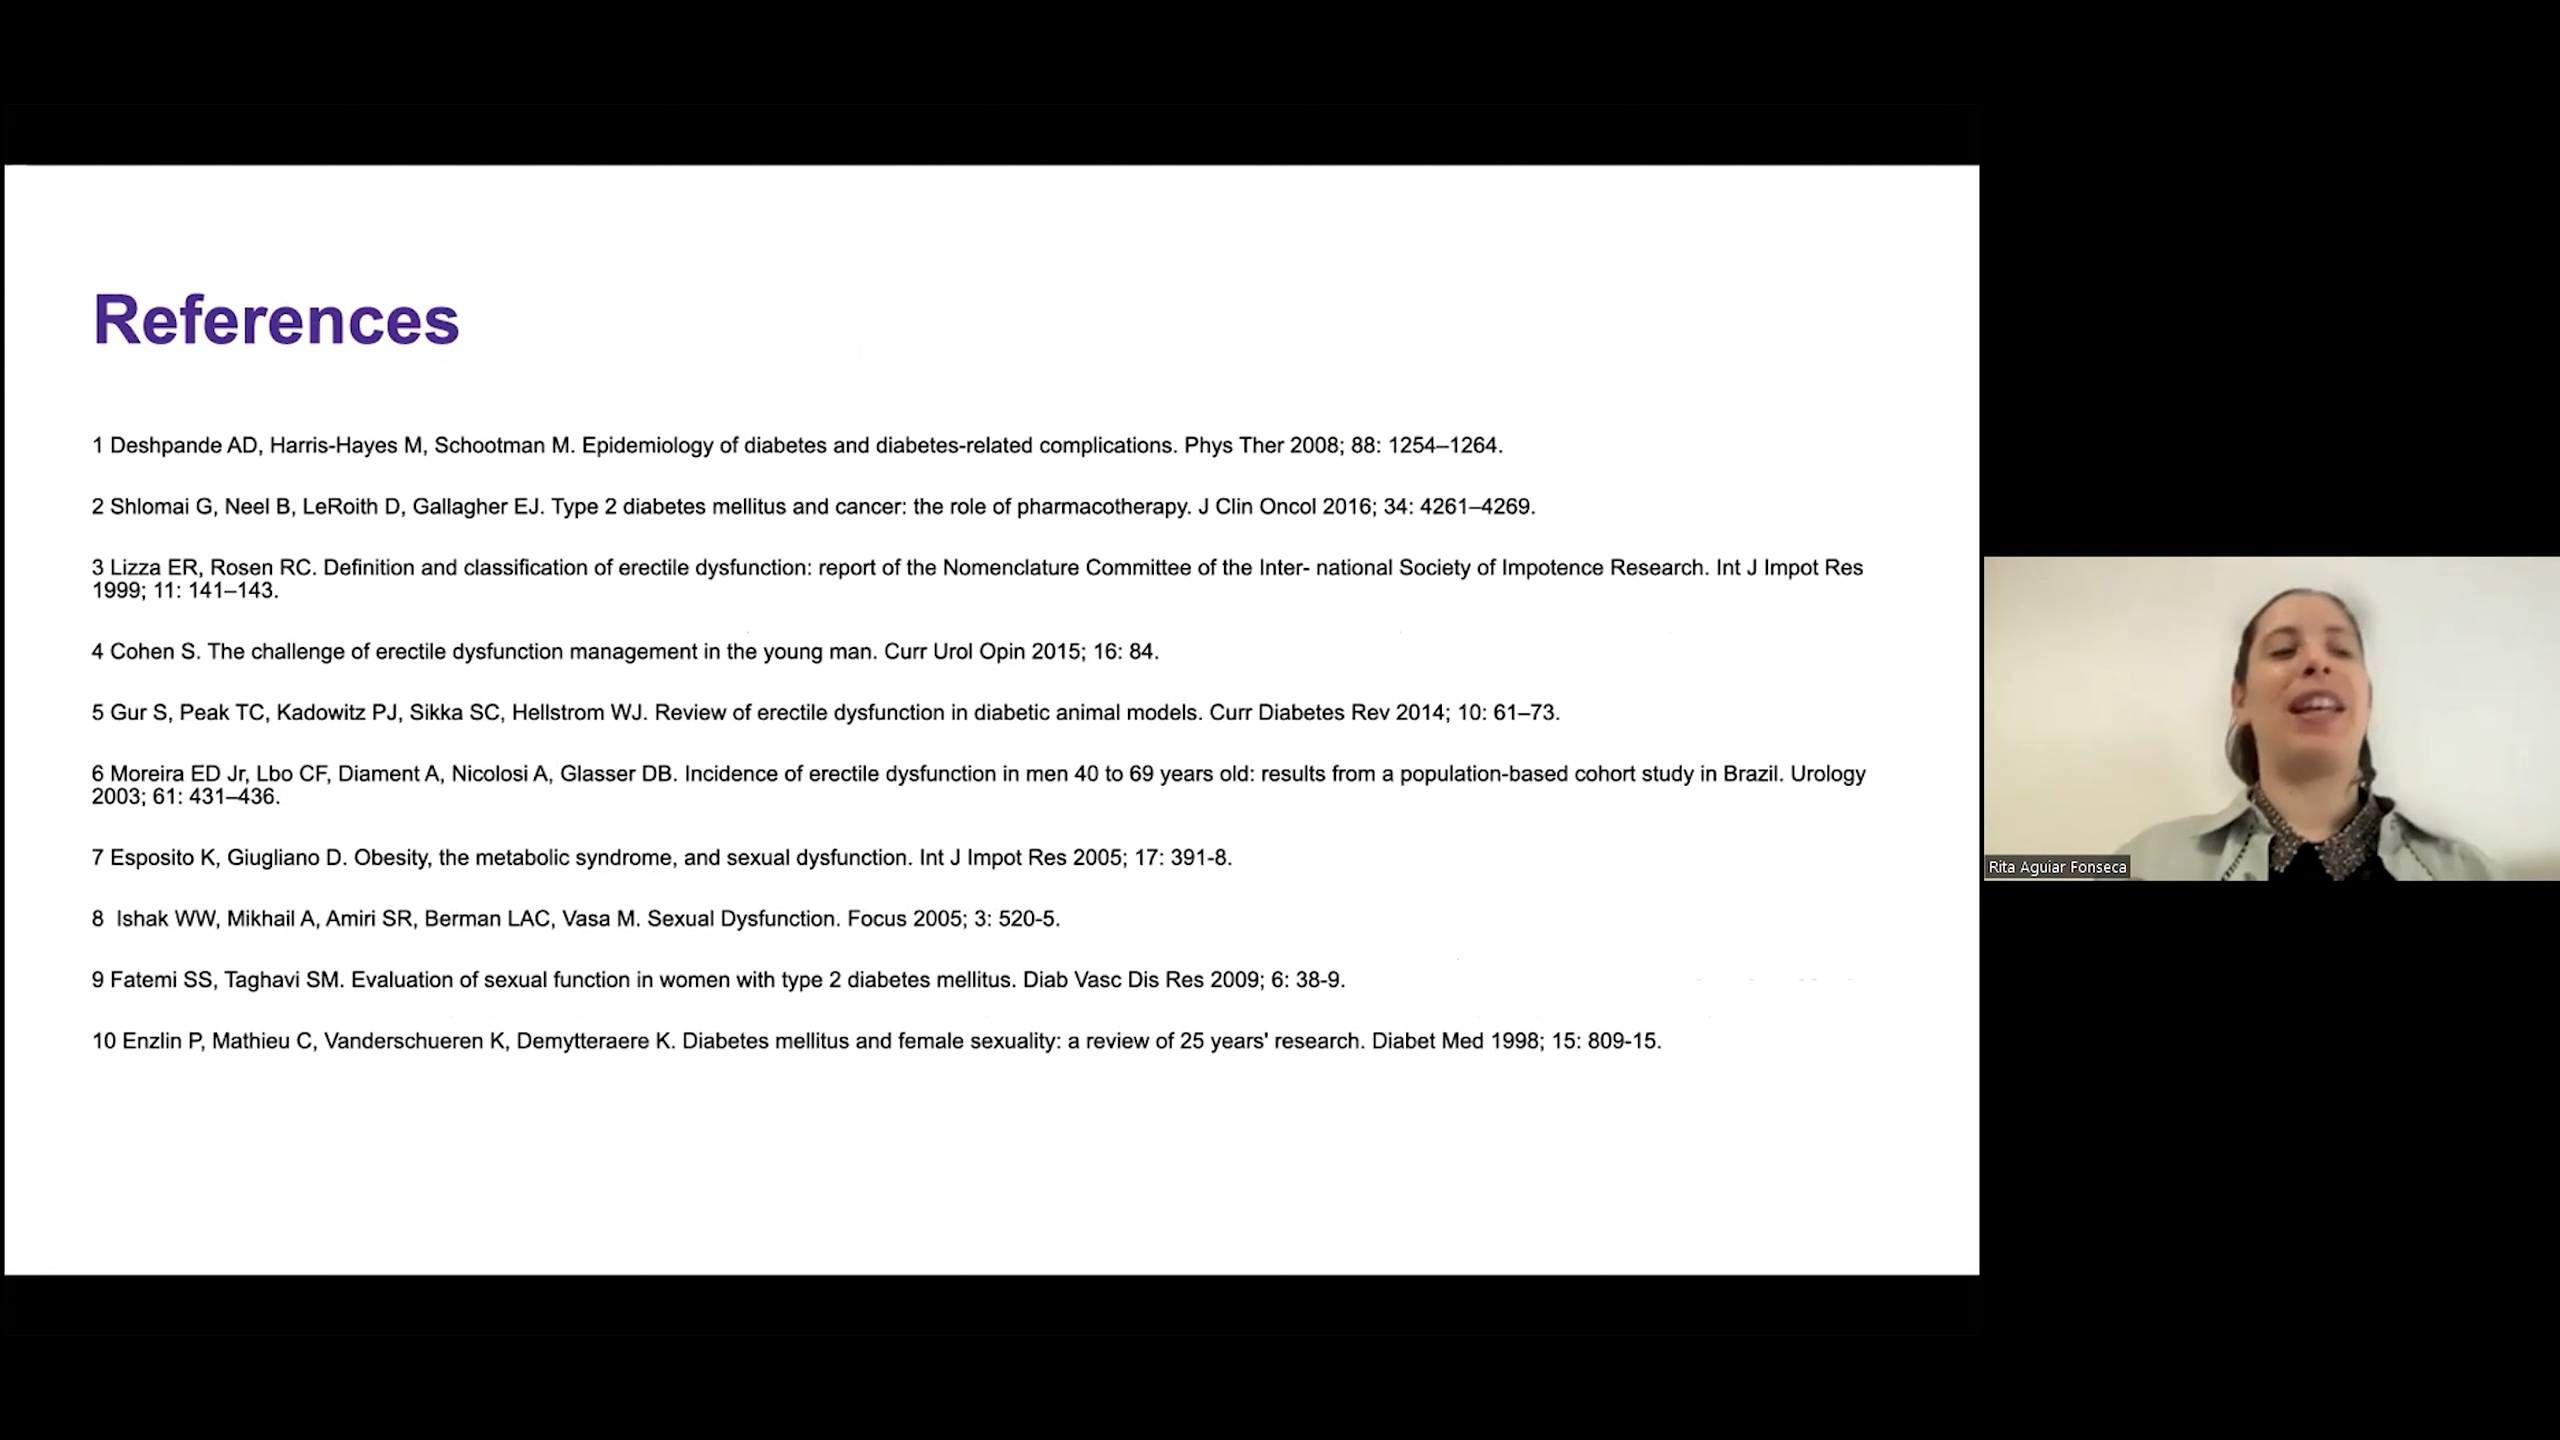 References
1 Deshpande AD, Harris-Hayes M, Schootman M. Epidemiology of diabetes and diabetes-related complications. Phys Ther 2008; 88: 1254–1264.
2 Shlomai G, Neel B, LeRoith D, Gallagher EJ. Type 2 diabetes mellitus and cancer: the role of pharmacotherapy. J Clin Oncol 2016; 34: 4261–4269.
3 Lizza ER, Rosen RC. Definition and classification of erectile dysfunction: report of the Nomenclature Committee of the Inter- national Society of Impotence Research. Int J Impot Res
1999; 11: 141–143.
4 Cohen S. The challenge of erectile dysfunction management in the young man. Curr Urol Opin 2015; 16: 84.
5 Gur S, Peak TC, Kadowitz PJ, Sikka SC, Hellstrom WJ. Review of erectile dysfunction in diabetic animal models. Curr Diabetes Rev 2014; 10: 61–73.
6 Moreira ED Jr, Lbo CF, Diament A, Nicolosi A, Glasser DB. Incidence of erectile dysfunction in men 40 to 69 years old: results from a population-based cohort study in Brazil. Urology
2003; 61: 431–436.
7 Esposito K, Giugliano D. Obesity, the metabolic syndrome, and sexual dysfunction. Int J Impot Res 2005; 17: 391-8.
8  Ishak WW, Mikhail A, Amiri SR, Berman LAC, Vasa M. Sexual Dysfunction. Focus 2005; 3: 520-5.
9 Fatemi SS, Taghavi SM. Evaluation of sexual function in women with type 2 diabetes mellitus. Diab Vasc Dis Res 2009; 6: 38-9.
10 Enzlin P, Mathieu C, Vanderschueren K, Demytteraere K. Diabetes mellitus and female sexuality: a review of 25 years' research. Diabet Med 1998; 15: 809-15.
Rita Aguiar Fonseca